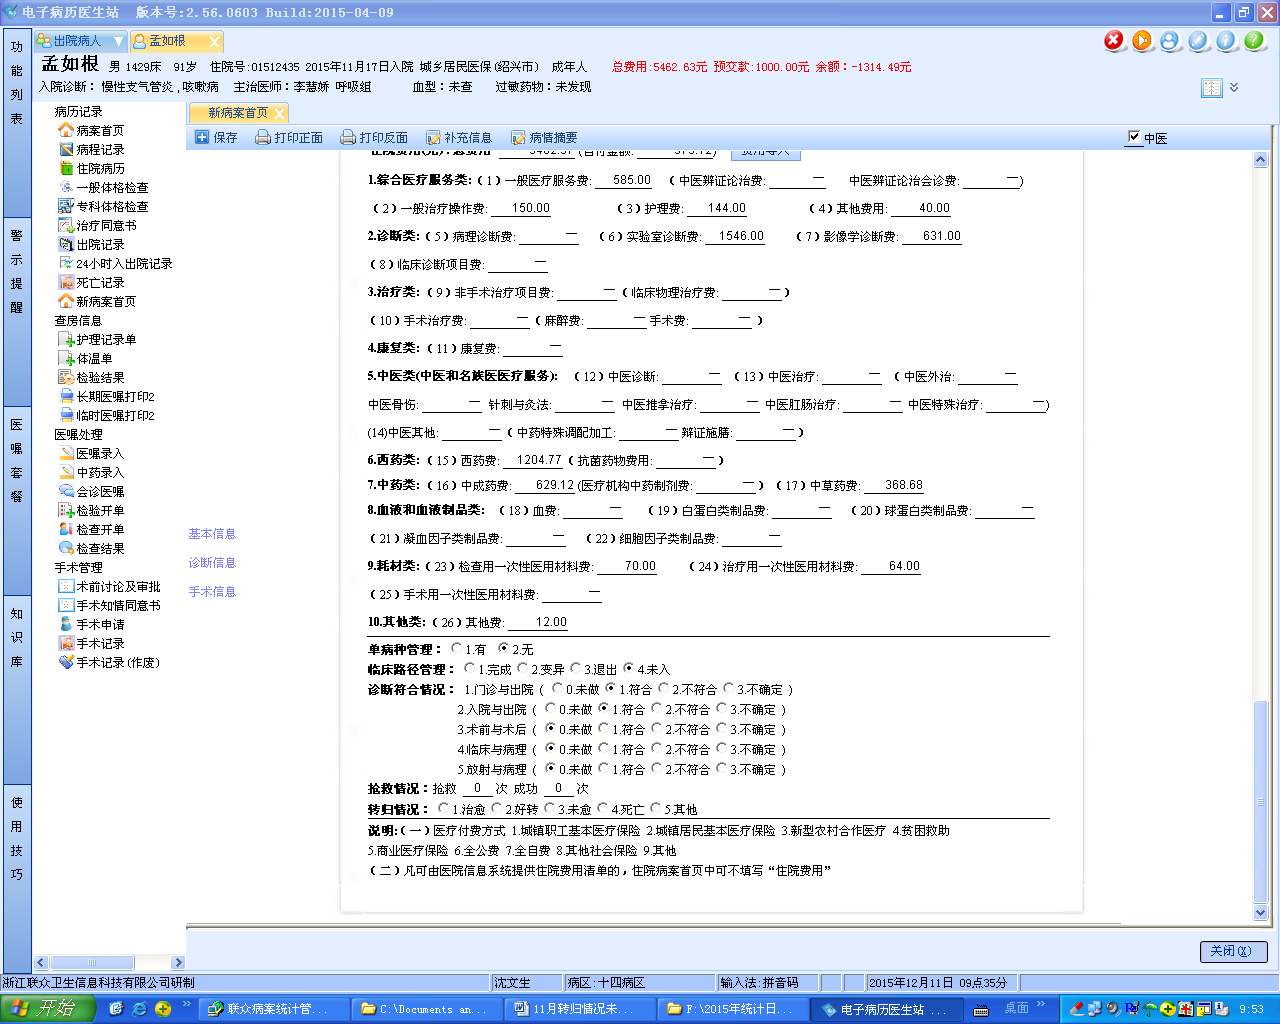 电子病历医生站 版本号:2.56.0603 Build:2015-04-09
出院病人 孟如根
孟如根 男 1429床 91岁 住院号:01512435 2015年11月17日入院 城乡居民医保(绍兴市) 成年人 总费用:5462.63元 预交款:1000.00元 余额：-1314.49元
入院诊断： 慢性支气管炎 ,咳嗽病 主治医师：李慧娇 呼吸组 血型：未查 过敏药物：未发现
功能列表
警示提醒
医嘱套餐
知识库
使用技巧
病历记录
病案首页
病程记录
住院病历
一般体格检查
专科体格检查
治疗同意书
出院记录
24小时入出院记录
死亡记录
新病案首页
查房信息
护理记录单
体温单
检验结果
长期医嘱打印2
临时医嘱打印2
医嘱处理
医嘱录入
中药录入
会诊医嘱
检验开单
检查开单
检查结果
手术管理
术前讨论及审批
手术知情同意书
手术申请
手术记录
手术记录(作废)
新病案首页
保存 打印正面 打印反面 补充信息 病情摘要 中医
基本信息
诊断信息
手术信息
1.综合医疗服务类:（1）一般医疗服务费: 585.00 （ 中医辨证论治费: — 中医辨证论治会诊费: —)
（2）一般治疗操作费: 150.00 （3）护理费: 144.00 （4）其他费用: 40.00
2.诊断类:（5）病理诊断费: — （6）实验室诊断费: 1546.00 （7）影像学诊断费: 631.00
（8）临床诊断项目费: —
3.治疗类:（9）非手术治疗项目费: —（ 临床物理治疗费: — ）
（10）手术治疗费: —（ 麻醉费: — 手术费: — ）
4.康复类:（11）康复费: —
5.中医类(中医和名族医医疗服务): （12）中医诊断: — （13）中医治疗: — （ 中医外治: —
中医骨伤: — 针刺与灸法: — 中医推拿治疗: — 中医肛肠治疗: — 中医特殊治疗: —)
(14)中医其他: —（ 中药特殊调配加工: — 辩证施膳: — ）
6.西药类:（15）西药费: 1204.77（ 抗菌药物费用: — ）
7.中药类:（16）中成药费: 629.12 (医疗机构中药制剂费: — ) （17）中草药费: 368.68
8.血液和血液制品类: （18）血费: — （19）白蛋白类制品费: — （20）球蛋白类制品费: —
（21）凝血因子类制品费: — （22）细胞因子类制品费: —
9.耗材类:（23）检查用一次性医用材料费: 70.00 （24）治疗用一次性医用材料费: 64.00
（25）手术用一次性医用材料费: —
10.其他类:（26）其他费: 12.00
单病种管理： 1.有 2.无
临床路径管理： 1.完成 2.变异 3.退出 4.未入
诊断符合情况： 1.门诊与出院（ 0.未做 1.符合 2.不符合 3.不确定 ）
2.入院与出院（ 0.未做 1.符合 2.不符合 3.不确定 ）
3.术前与术后（ 0.未做 1.符合 2.不符合 3.不确定 ）
4.临床与病理（ 0.未做 1.符合 2.不符合 3.不确定 ）
5.放射与病理（ 0.未做 1.符合 2.不符合 3.不确定 ）
抢救情况：抢救 0 次 成功 0 次
转归情况： 1.治愈 2.好转 3.未愈 4.死亡 5.其他
说明:（一）医疗付费方式 1.城镇职工基本医疗保险 2.城镇居民基本医疗保险 3.新型农村合作医疗 4.贫困救助
5.商业医疗保险 6.全公费 7.全自费 8.其他社会保险 9.其他
（二）凡可由医院信息系统提供住院费用清单的，住院病案首页中可不填写“住院费用”
关闭(X)
浙江联众卫生信息科技有限公司研制 沈文生 病区:十四病区 输入法:拼音码 2015年12月11日 09点35分
开始 联众病案统计管... C:\Documents an... 11月转归情况未... F:\2015年统计日... 电子病历医生站 ... 桌面 9:53